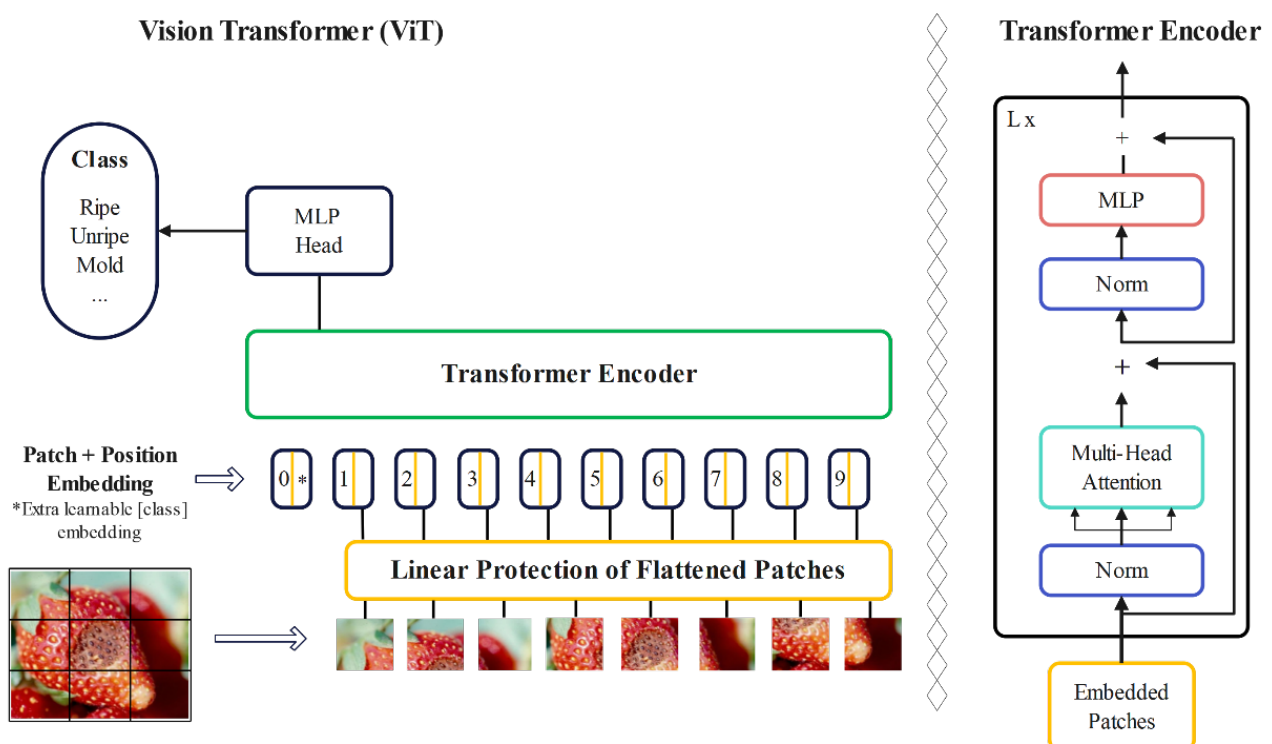 Vision Transformer (ViT)
Class
Ripe
Unripe
Mold
...
MLP
Head
Transformer Encoder
Patch + Position
Embedding
*Extra learnable [class]
embedding
0 * 1 2 3 4 5 6 7 8 9
Linear Protection of Flattened Patches
Transformer Encoder
L x
+
MLP
Norm
+
Multi-Head
Attention
Norm
Embedded
Patches